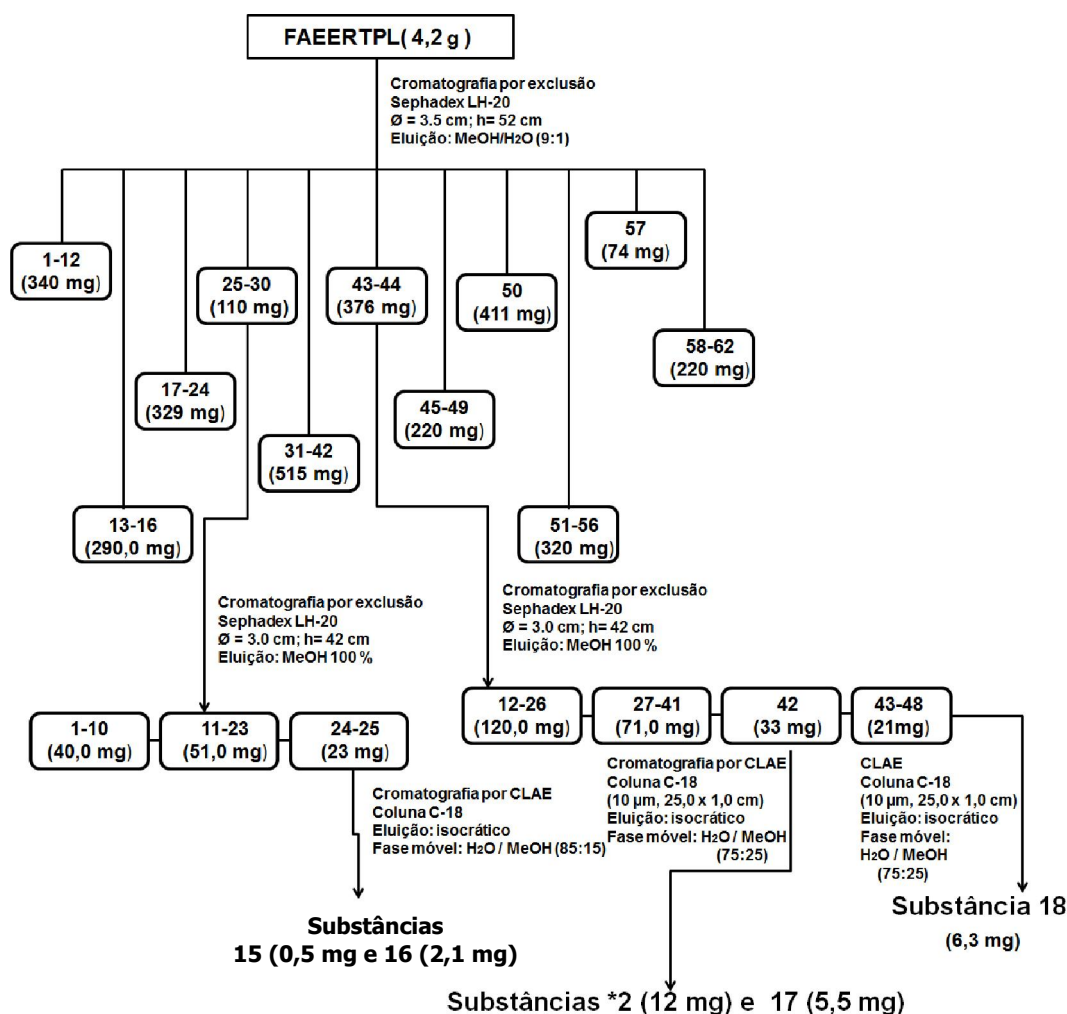 FAEERTPL( 4,2 g )
Cromatografia por exclusão
Sephadex LH-20
Ø = 3.5 cm; h= 52 cm
Eluição: MeOH/H2O (9:1)
1-12
(340 mg)
13-16
(290,0 mg)
17-24
(329 mg)
25-30
(110 mg)
31-42
(515 mg)
43-44
(376 mg)
45-49
(220 mg)
50
(411 mg)
51-56
(320 mg)
57
(74 mg)
58-62
(220 mg)
Cromatografia por exclusão
Sephadex LH-20
Ø = 3.0 cm; h= 42 cm
Eluição: MeOH 100 %
Cromatografia por exclusão
Sephadex LH-20
Ø = 3.0 cm; h= 42 cm
Eluição: MeOH 100 %
1-10
(40,0 mg)
11-23
(51,0 mg)
24-25
(23 mg)
12-26
(120,0 mg)
27-41
(71,0 mg)
42
(33 mg)
43-48
(21mg)
Cromatografia por CLAE
Coluna C-18
Eluição: isocrático
Fase móvel: H2O / MeOH (85:15)
Cromatografia por CLAE
Coluna C-18
(10 µm, 25,0 x 1,0 cm)
Eluição: isocrático
Fase móvel: H2O / MeOH
(75:25)
CLAE
Coluna C-18
(10 µm, 25,0 x 1,0 cm)
Eluição: isocrático
Fase móvel:
H2O / MeOH
(75:25)
Substâncias
15 (0,5 mg e 16 (2,1 mg)
Substância 18
(6,3 mg)
Substâncias *2 (12 mg) e 17 (5,5 mg)